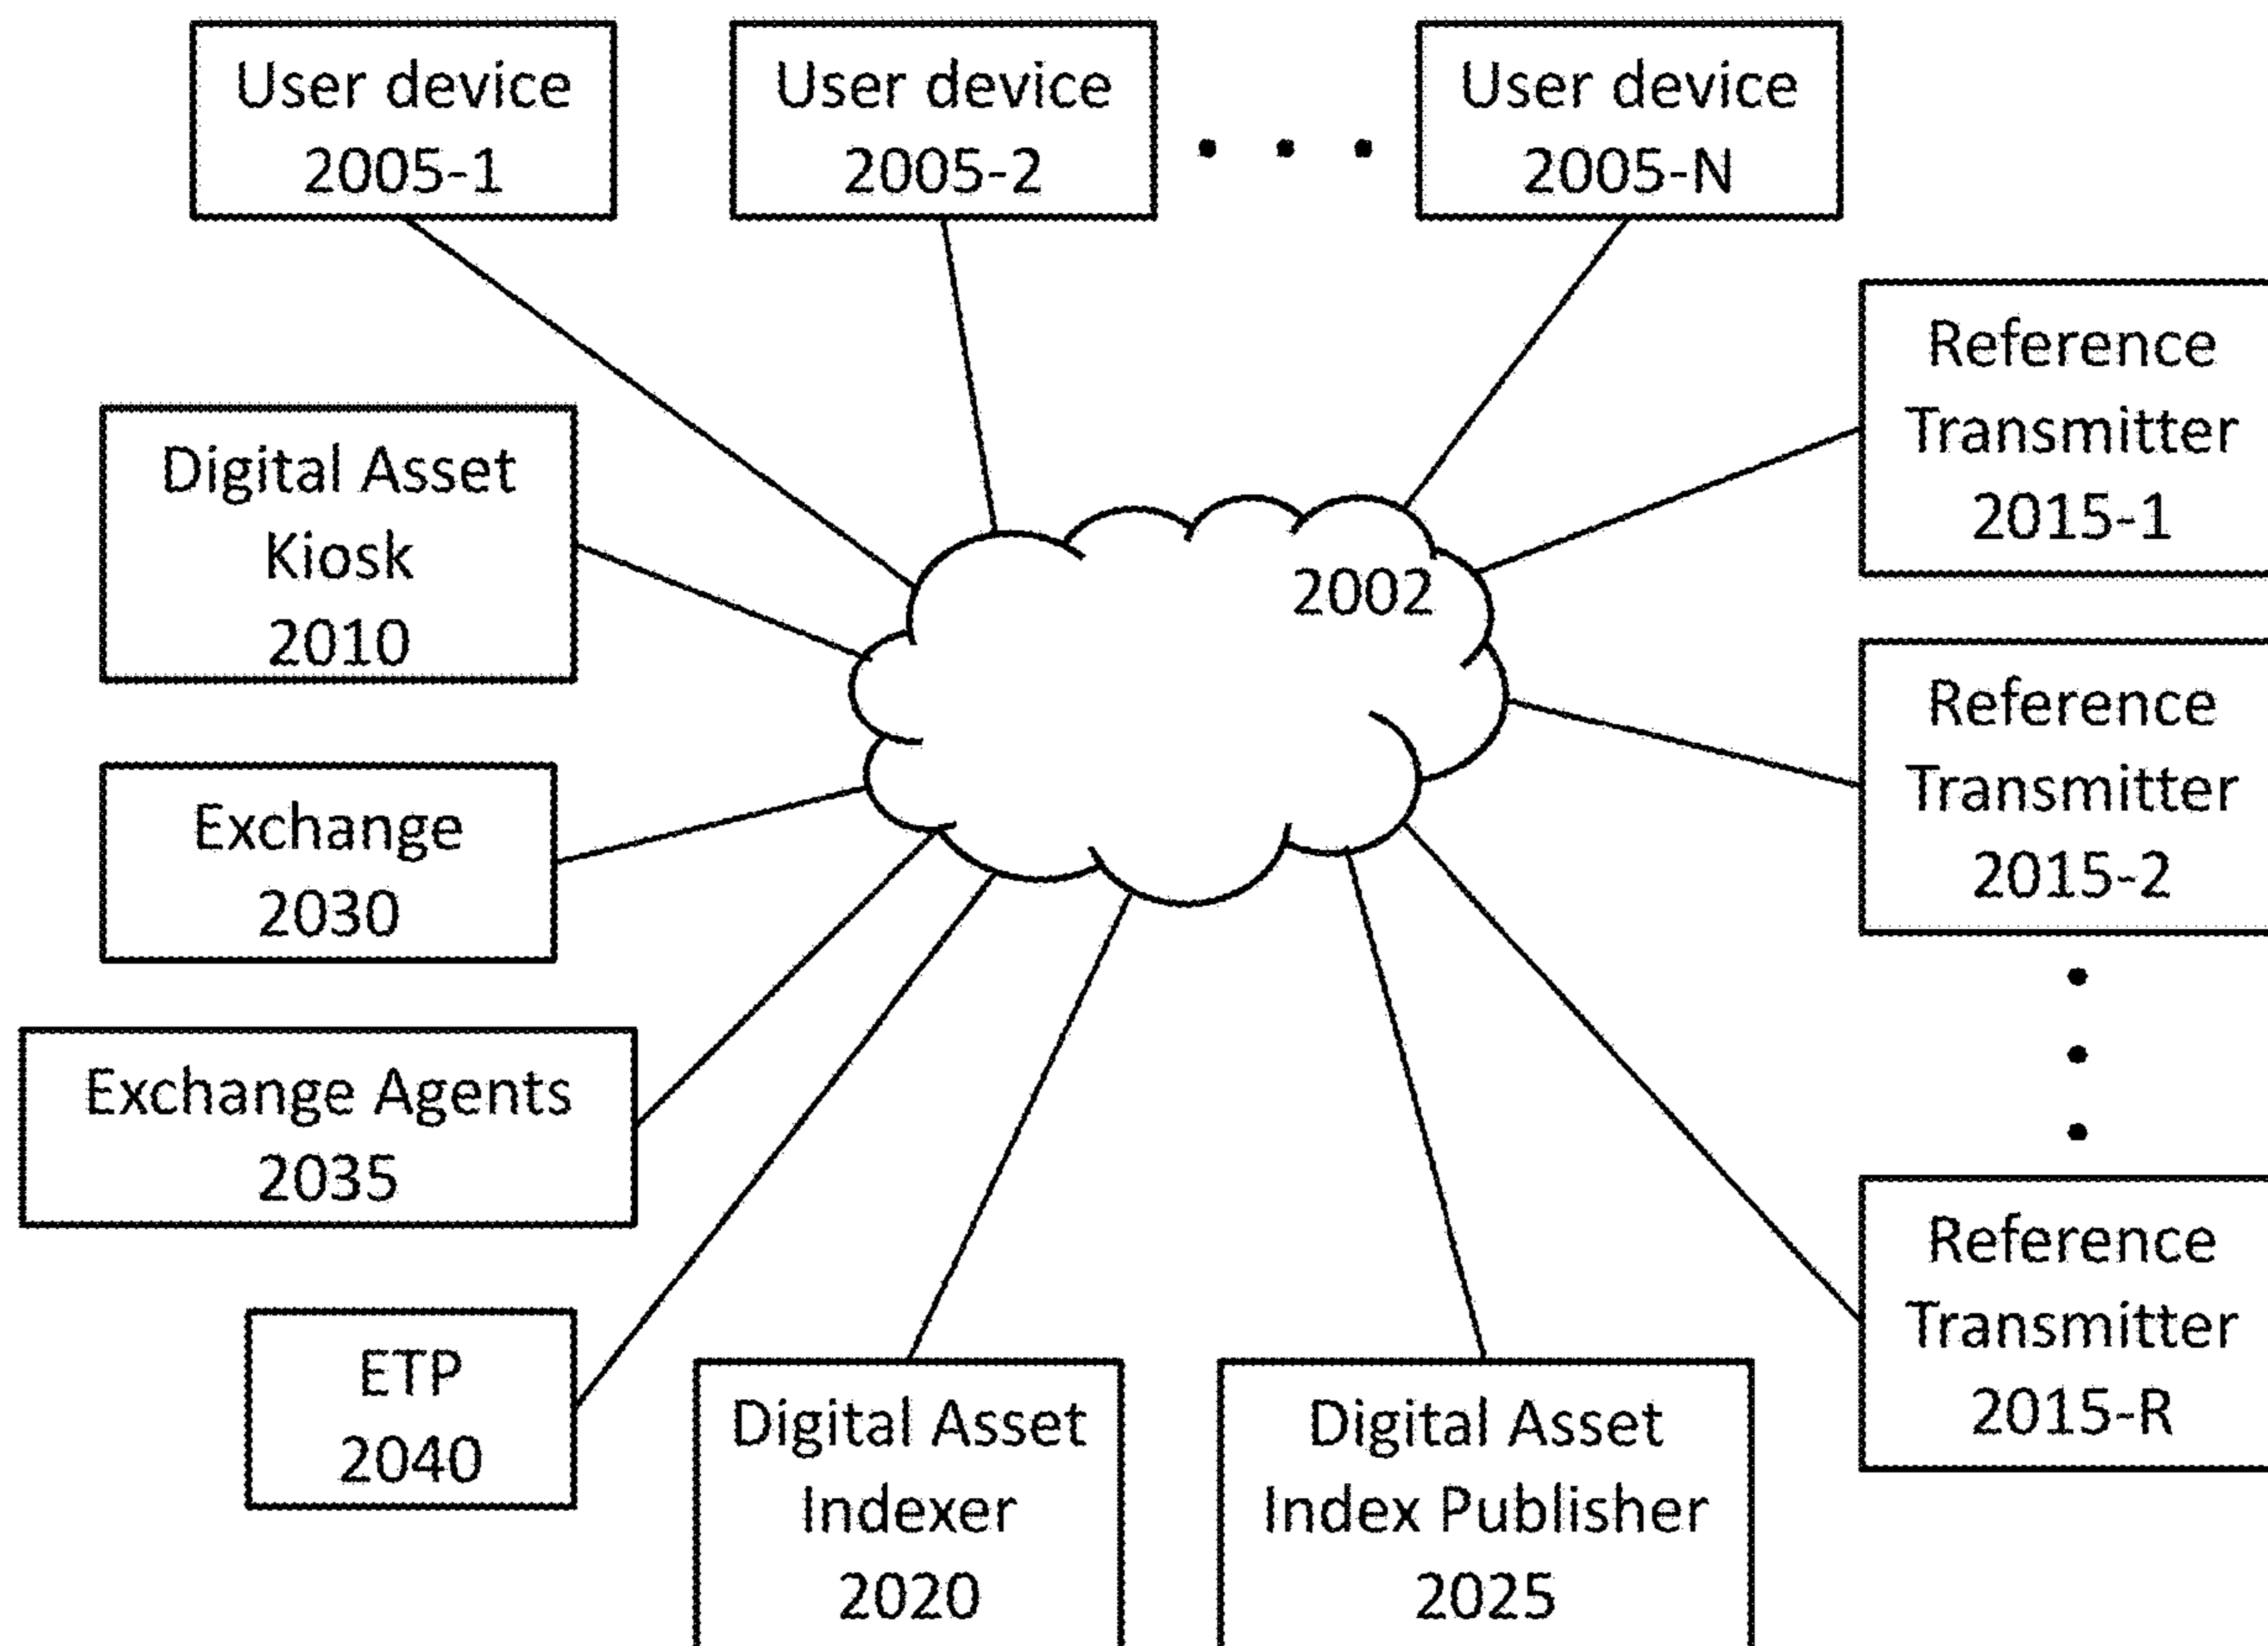 User device
2005-1
User device
2005-2
User device
2005-N
Reference
Transmitter
2015-1
Digital Asset
Kiosk
2010
2002
Reference
Transmitter
2015-2
Exchange
2030
Exchange Agents
2035
Reference
Transmitter
2015-R
ETP
2040
Digital Asset
Indexer
2020
Digital Asset
Index Publisher
2025